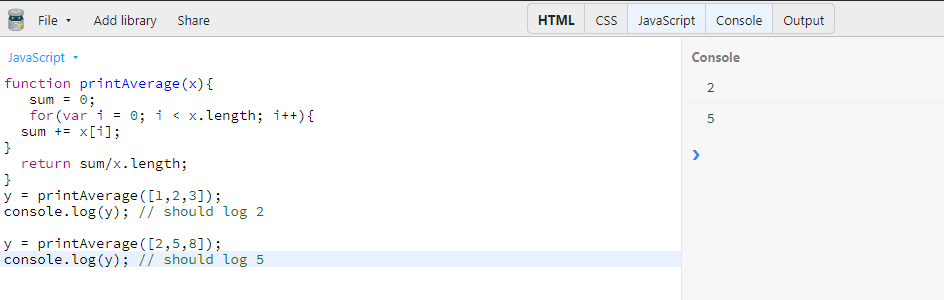 File Add library Share HTML CSS JavaScript Console Output
JavaScript
function printAverage(x){
   sum = 0;
   for(var i = 0; i < x.length; i++){
  sum += x[i];
}
  return sum/x.length;
}
y = printAverage([1,2,3]);
console.log(y); // should log 2

y = printAverage([2,5,8]);
console.log(y); // should log 5
Console
2
5